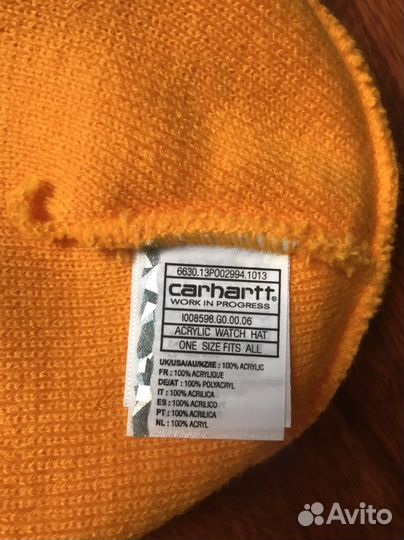 6630.13P002994.1013
carhartt
WORK IN PROGRESS
I008596.G0.00.06
ACRYLIC WATCH HAT
ONE SIZE FITS ALL
UK/USA/AU/NZ/IE : 100% ACRYLIC
FR : 100% ACRYLIQUE
DE/AT : 100% POLYACRYL
IT : 100% ACRILICA
ES : 100% ACRILICO
PT : 100% ACRILICA
NL : 100% ACRYL
Avito